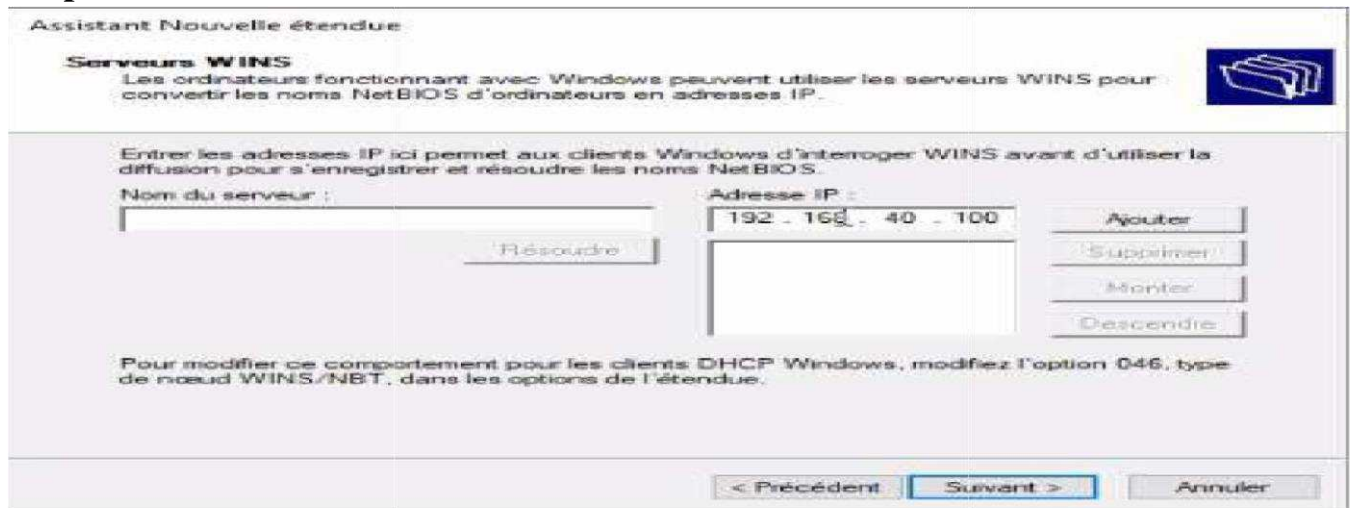 Assistant Nouvelle étendue
Serveurs WINS
Les ordinateurs fonctionnant avec Windows peuvent utiliser les serveurs WINS pour
convertir les noms NetBIOS d'ordinateurs en adresses IP.
Entrer les adresses IP ici permet aux clients Windows d'interroger WINS avant d'utiliser la
diffusion pour s'enregistrer et résoudre les noms NetBIOS.
Nom du serveur :
Adresse IP :
192 . 168 . 40 . 100
Ajouter
Résoudre
Supprimer
Monter
Descendre
Pour modifier ce comportement pour les clients DHCP Windows, modifiez l'option 046, type
de nœud WINS/NBT, dans les options de l'étendue.
< Précédent
Suivant >
Annuler